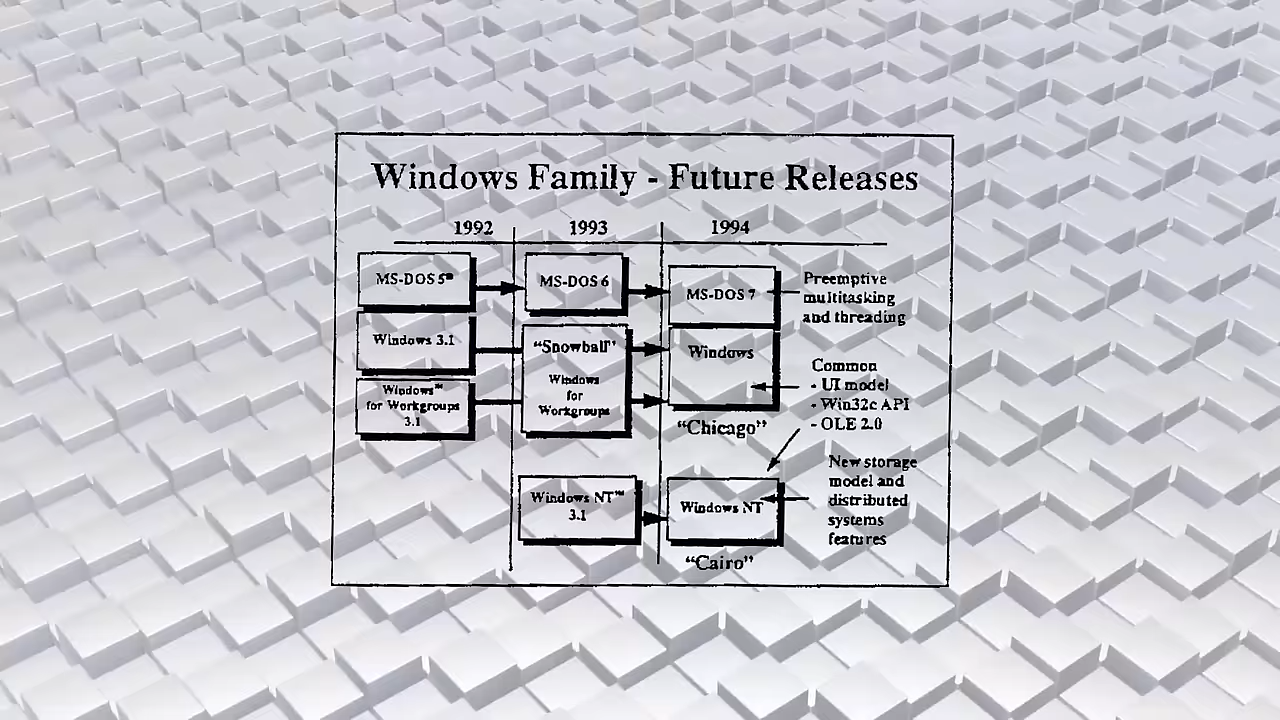 Windows Family - Future Releases
1992 1993 1994
MS-DOS 5™
MS-DOS 6
MS-DOS 7
Preemptive
multitasking
and threading
Windows 3.1
"Snowball"
Windows
for
Workgroups
Windows
Common
- UI model
- Win32c API
- OLE 2.0
Windows™
for Workgroups
3.1
"Chicago"
Windows NT™
3.1
Windows NT
New storage
model and
distributed
systems
features
"Cairo"